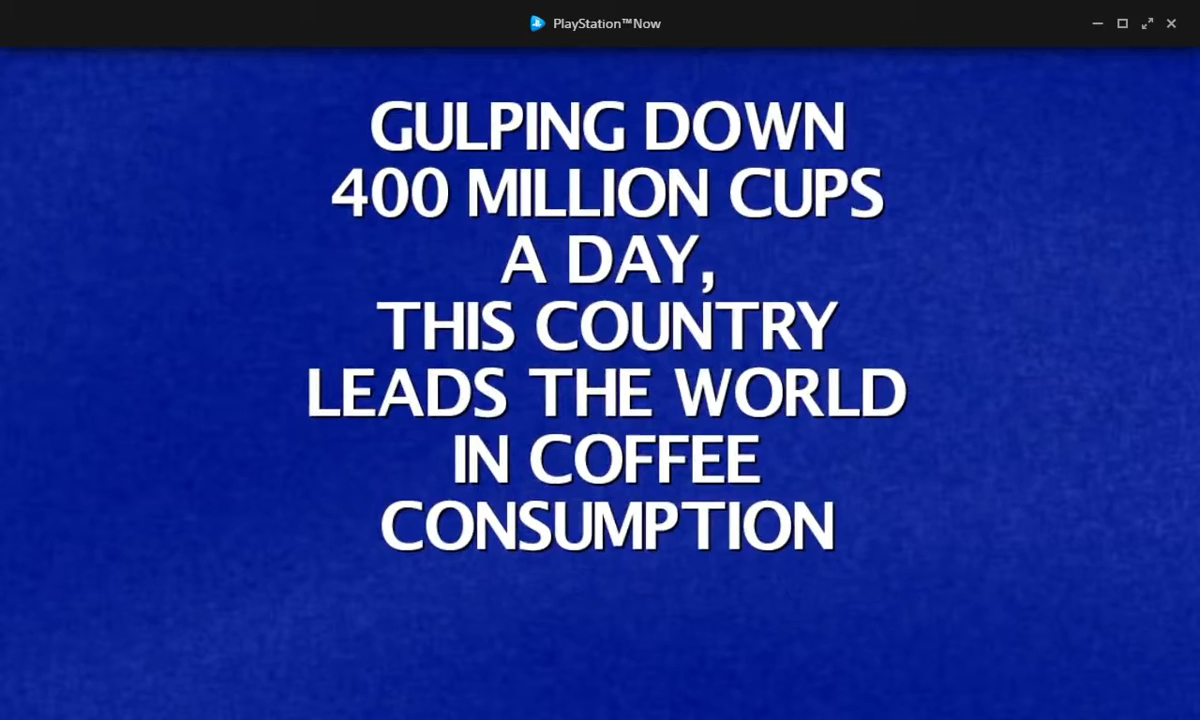 PlayStation™Now
GULPING DOWN
400 MILLION CUPS
A DAY,
THIS COUNTRY
LEADS THE WORLD
IN COFFEE
CONSUMPTION